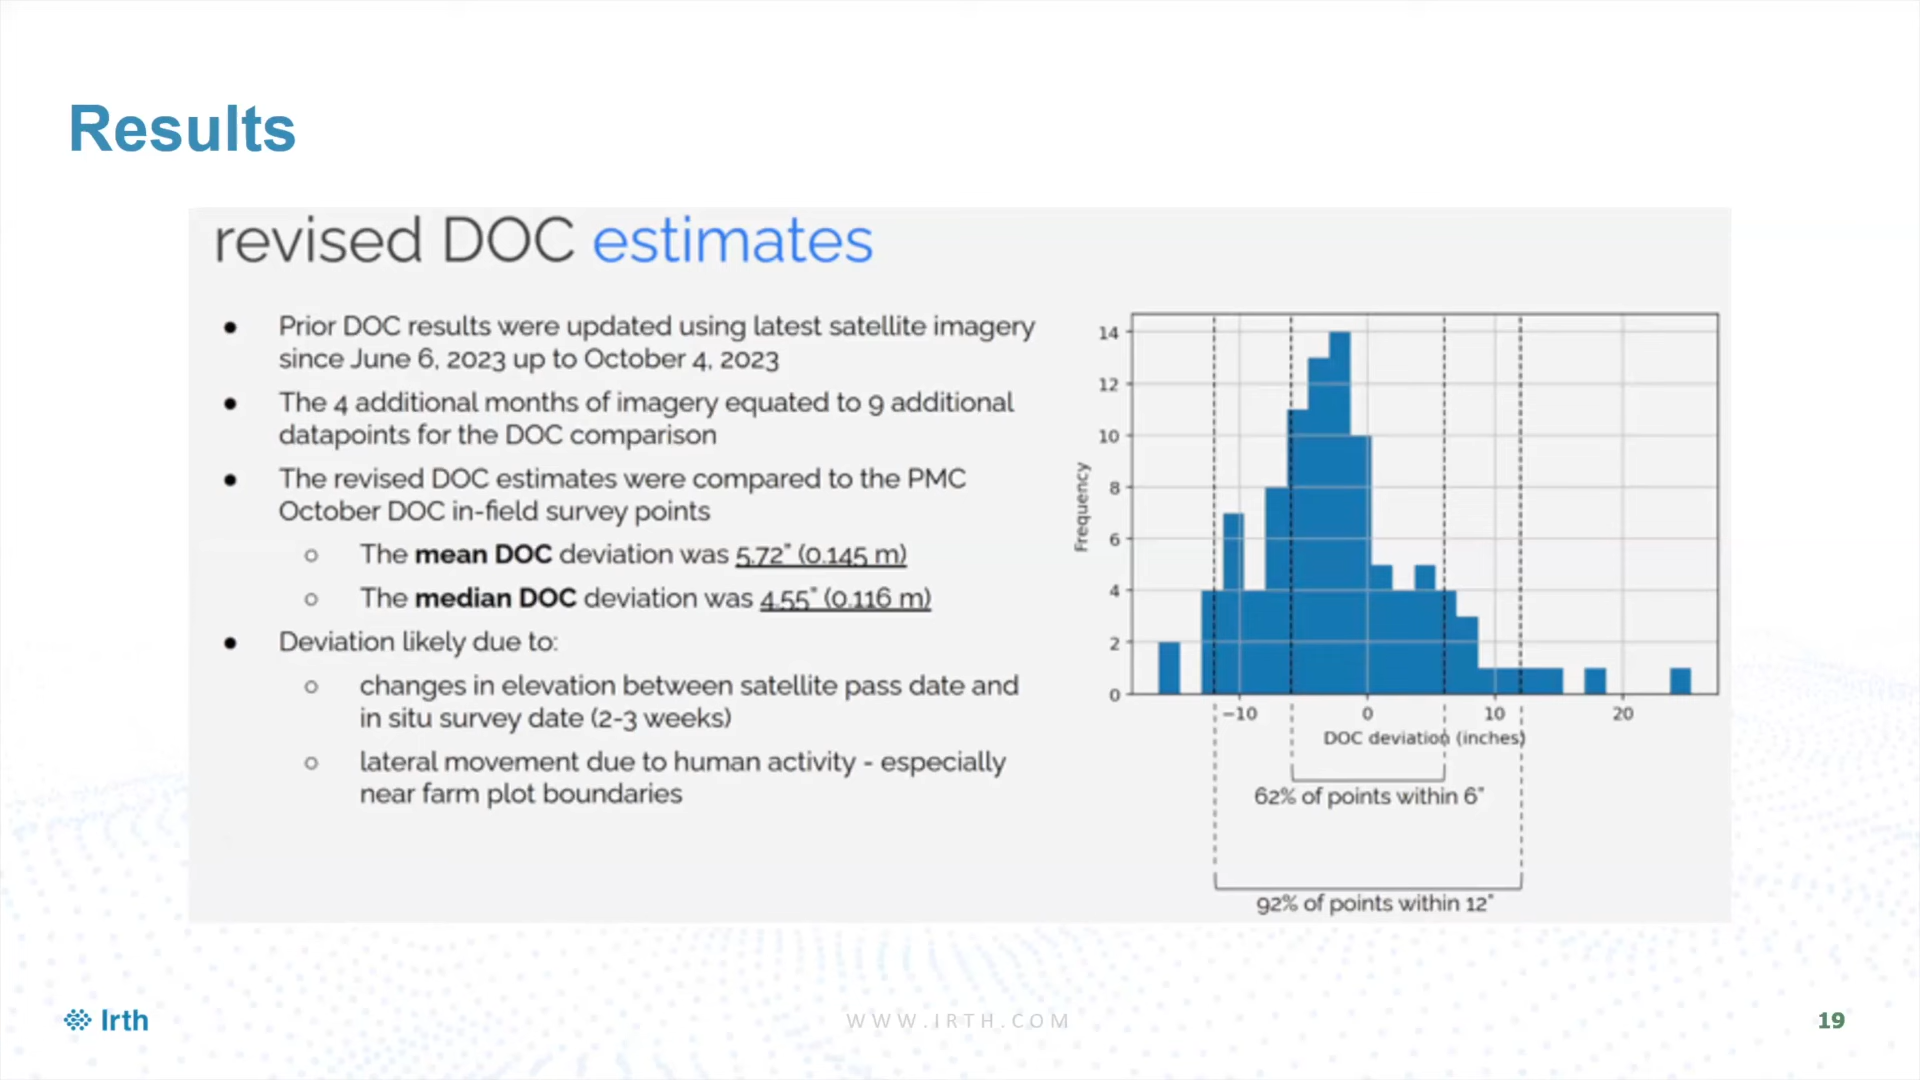 Results
revised DOC estimates
● Prior DOC results were updated using latest satellite imagery
since June 6, 2023 up to October 4, 2023
● The 4 additional months of imagery equated to 9 additional
datapoints for the DOC comparison
● The revised DOC estimates were compared to the PMC
October DOC in-field survey points
○ The mean DOC deviation was 5.72" (0.145 m)
○ The median DOC deviation was 4.55" (0.116 m)
● Deviation likely due to:
○ changes in elevation between satellite pass date and
in situ survey date (2-3 weeks)
○ lateral movement due to human activity - especially
near farm plot boundaries
14
12
10
8
6
4
2
0
Frequency
−10 0 10 20
DOC deviation (inches)
62% of points within 6"
92% of points within 12"
Irth
WWW.IRTH.COM
19